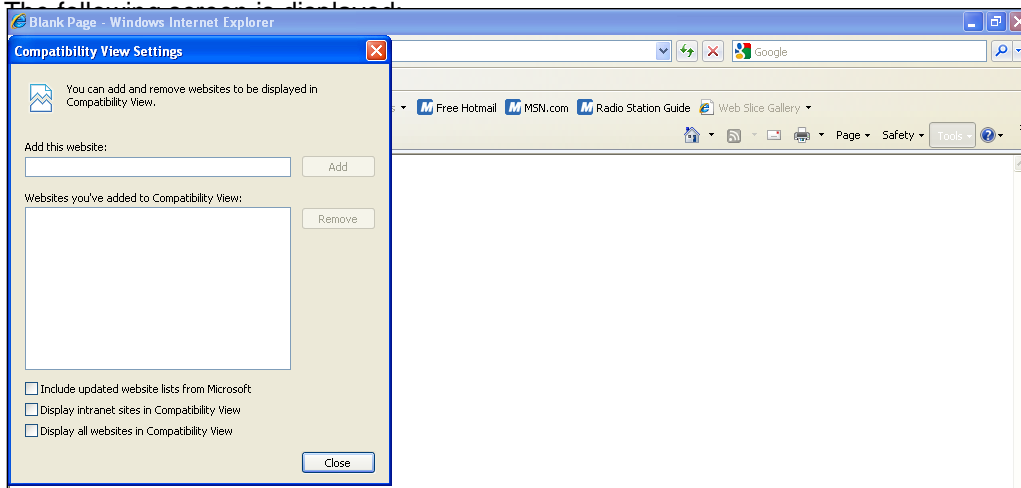 The following screen is displayed:
Blank Page - Windows Internet Explorer
Compatibility View Settings
Google
You can add and remove websites to be displayed in
Compatibility View.
s Free Hotmail MSN.com Radio Station Guide Web Slice Gallery
Page Safety Tools
Add this website:
Add
Websites you've added to Compatibility View:
Remove
Include updated website lists from Microsoft
Display intranet sites in Compatibility View
Display all websites in Compatibility View
Close